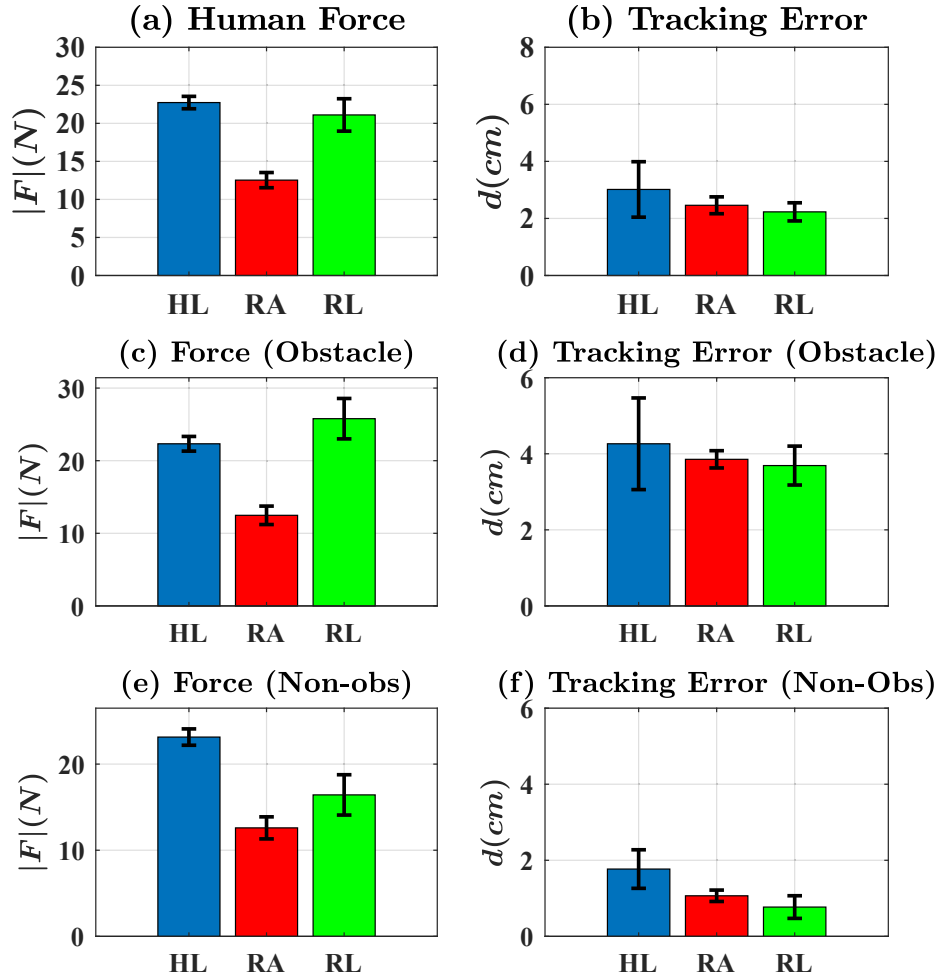 (a) Human Force
|F|(N)
30
25
20
15
10
5
0
HL RA RL
(b) Tracking Error
d(cm)
8
6
4
2
0
HL RA RL
(c) Force (Obstacle)
|F|(N)
30
20
10
0
HL RA RL
(d) Tracking Error (Obstacle)
d(cm)
6
4
2
0
HL RA RL
(e) Force (Non-obs)
|F|(N)
20
10
0
HL RA RL
(f) Tracking Error (Non-Obs)
d(cm)
6
4
2
0
HL RA RL